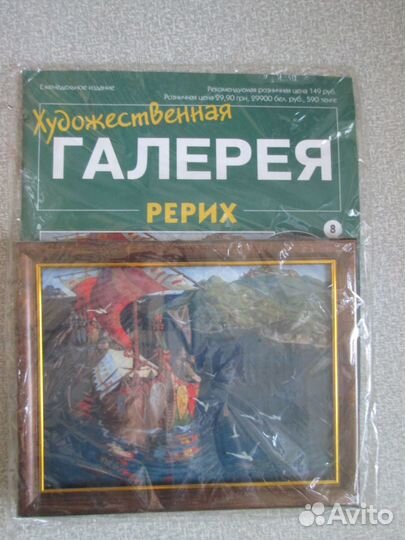 Еженедельное издание
Рекомендуемая розничная цена 149 руб.
Розничная цена 29,90 грн, 29900 бел. руб., 590 тенге
Художественная
ГАЛЕРЕЯ
РЕРИХ
8
Avito